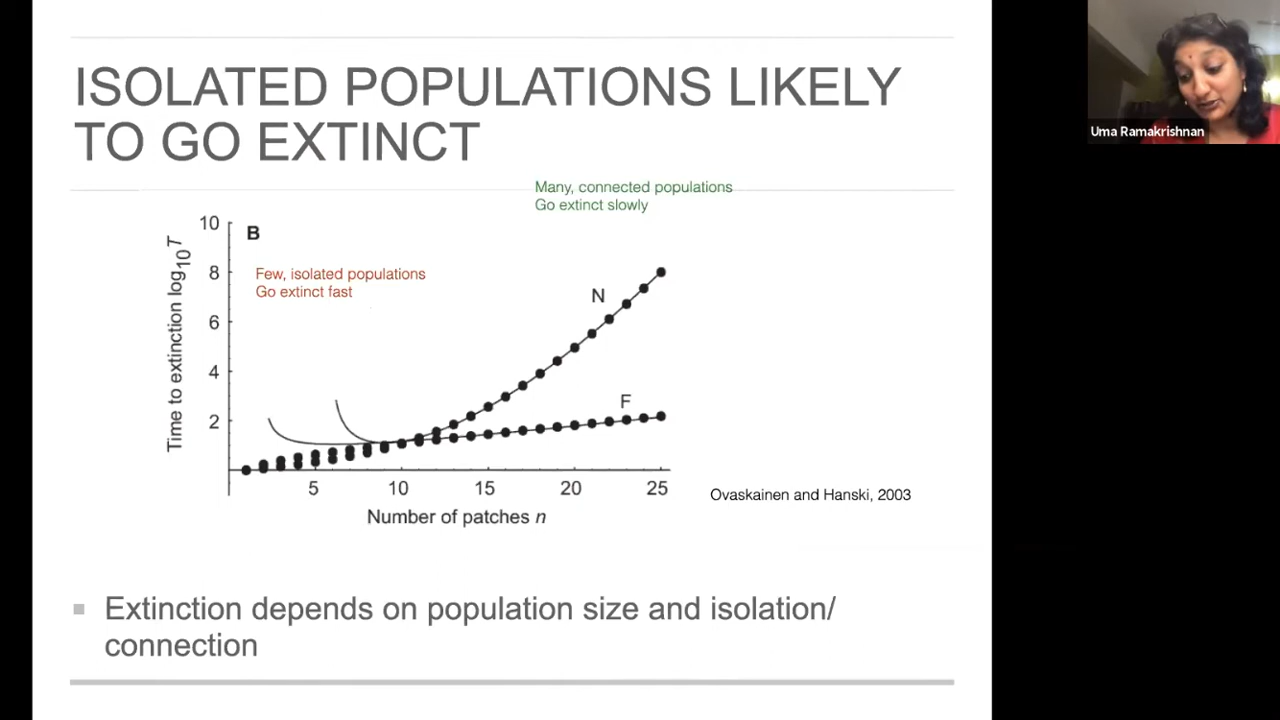 ISOLATED POPULATIONS LIKELY
TO GO EXTINCT
Many, connected populations
Go extinct slowly
B
Few, isolated populations
Go extinct fast
Time to extinction log10T
10
8
6
4
2
N
F
5
10
15
20
25
Number of patches n
Ovaskainen and Hanski, 2003
Extinction depends on population size and isolation/
connection
Uma Ramakrishnan